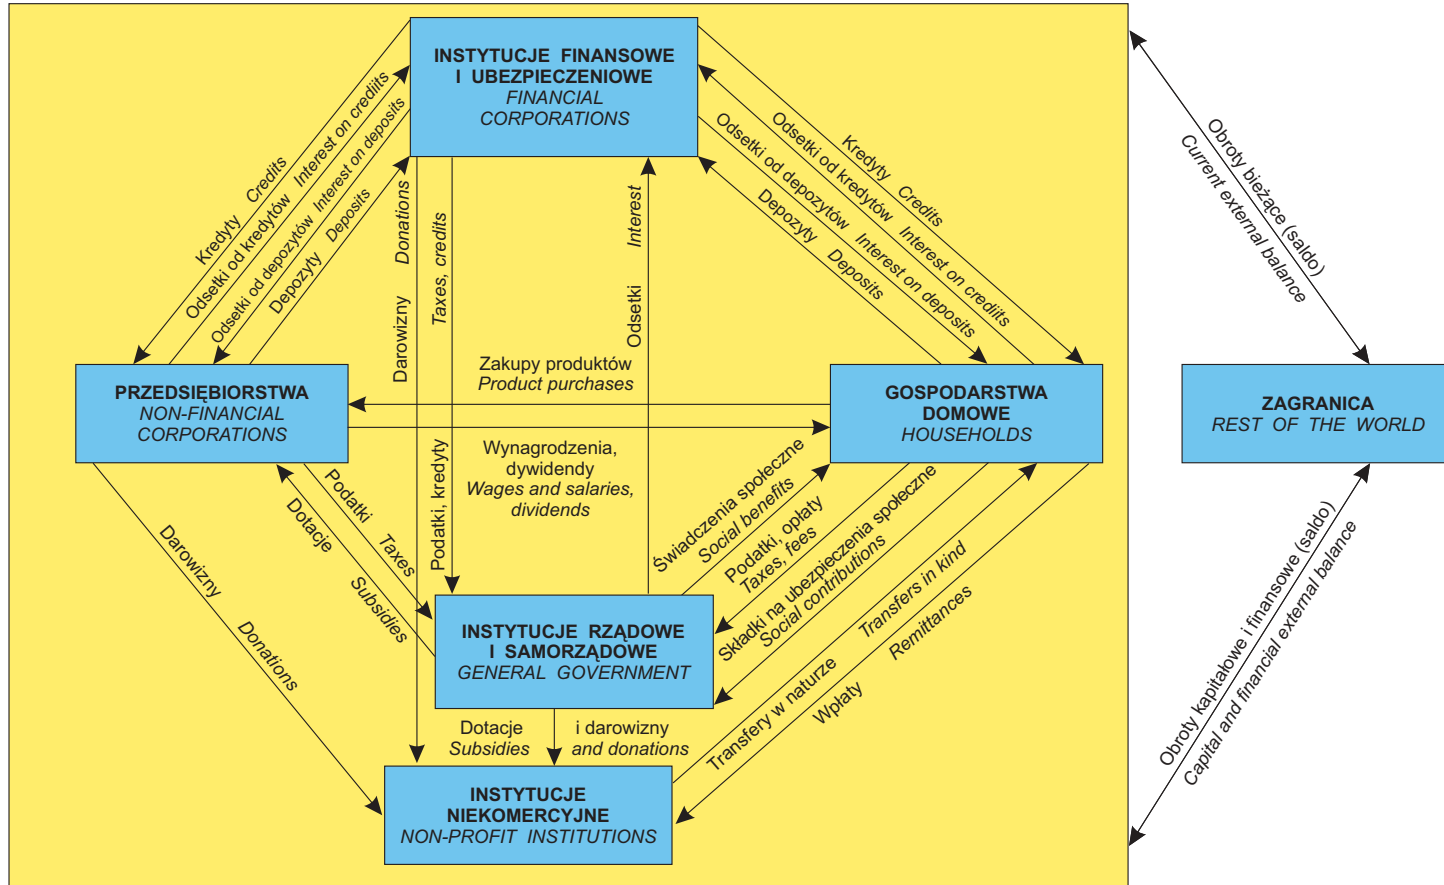 INSTYTUCJE FINANSOWE
I UBEZPIECZENIOWE
FINANCIAL
CORPORATIONS
Kredyty Credits
Odsetki od kredytów Interest on crediits
Odsetki od depozytów Interest on deposits
Depozyty Deposits
Darowizny Donations
Podatki, kredyty Taxes, credits
Odsetki Interest
Kredyty Credits
Odsetki od kredytów Interest on crediits
Odsetki od depozytów Interest on deposits
Depozyty Deposits
Obroty bieżące (saldo)
Current external balance
PRZEDSIĘBIORSTWA
NON-FINANCIAL
CORPORATIONS
Zakupy produktów
Product purchases
Wynagrodzenia,
dywidendy
Wages and salaries,
dividends
GOSPODARSTWA
DOMOWE
HOUSEHOLDS
ZAGRANICA
REST OF THE WORLD
Podatki Taxes
Dotacje Subsidies
Darowizny Donations
Świadczenia społeczne
Social benefits
Podatki, opłaty
Taxes, fees
Składki na ubezpieczenia społeczne
Social contributions
Transfery w naturze Transfers in kind
Wpłaty Remittances
INSTYTUCJE RZĄDOWE
I SAMORZĄDOWE
GENERAL GOVERNMENT
Dotacje i darowizny
Subsidies and donations
INSTYTUCJE
NIEKOMERCYJNE
NON-PROFIT INSTITUTIONS
Obroty kapitałowe i finansowe (saldo)
Capital and financial external balance